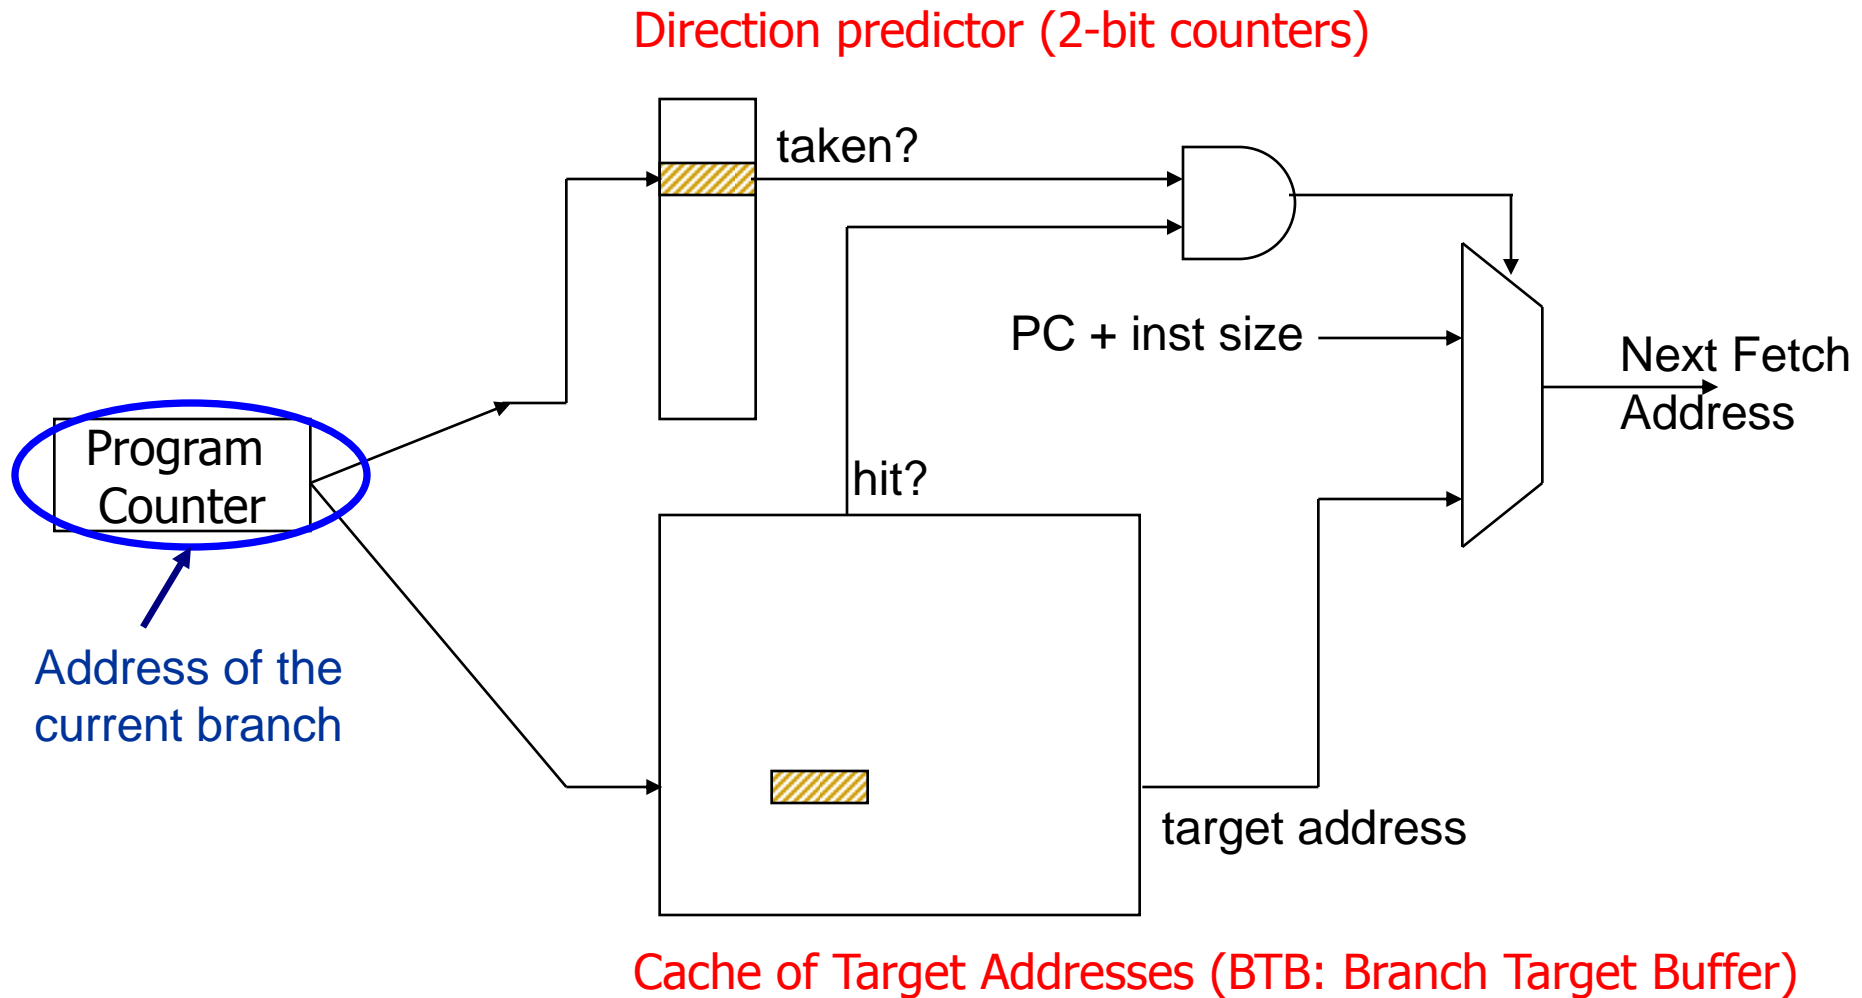 Direction predictor (2-bit counters)
taken?
PC + inst size
Next Fetch
Address
Program
Counter
hit?
Address of the
current branch
target address
Cache of Target Addresses (BTB: Branch Target Buffer)